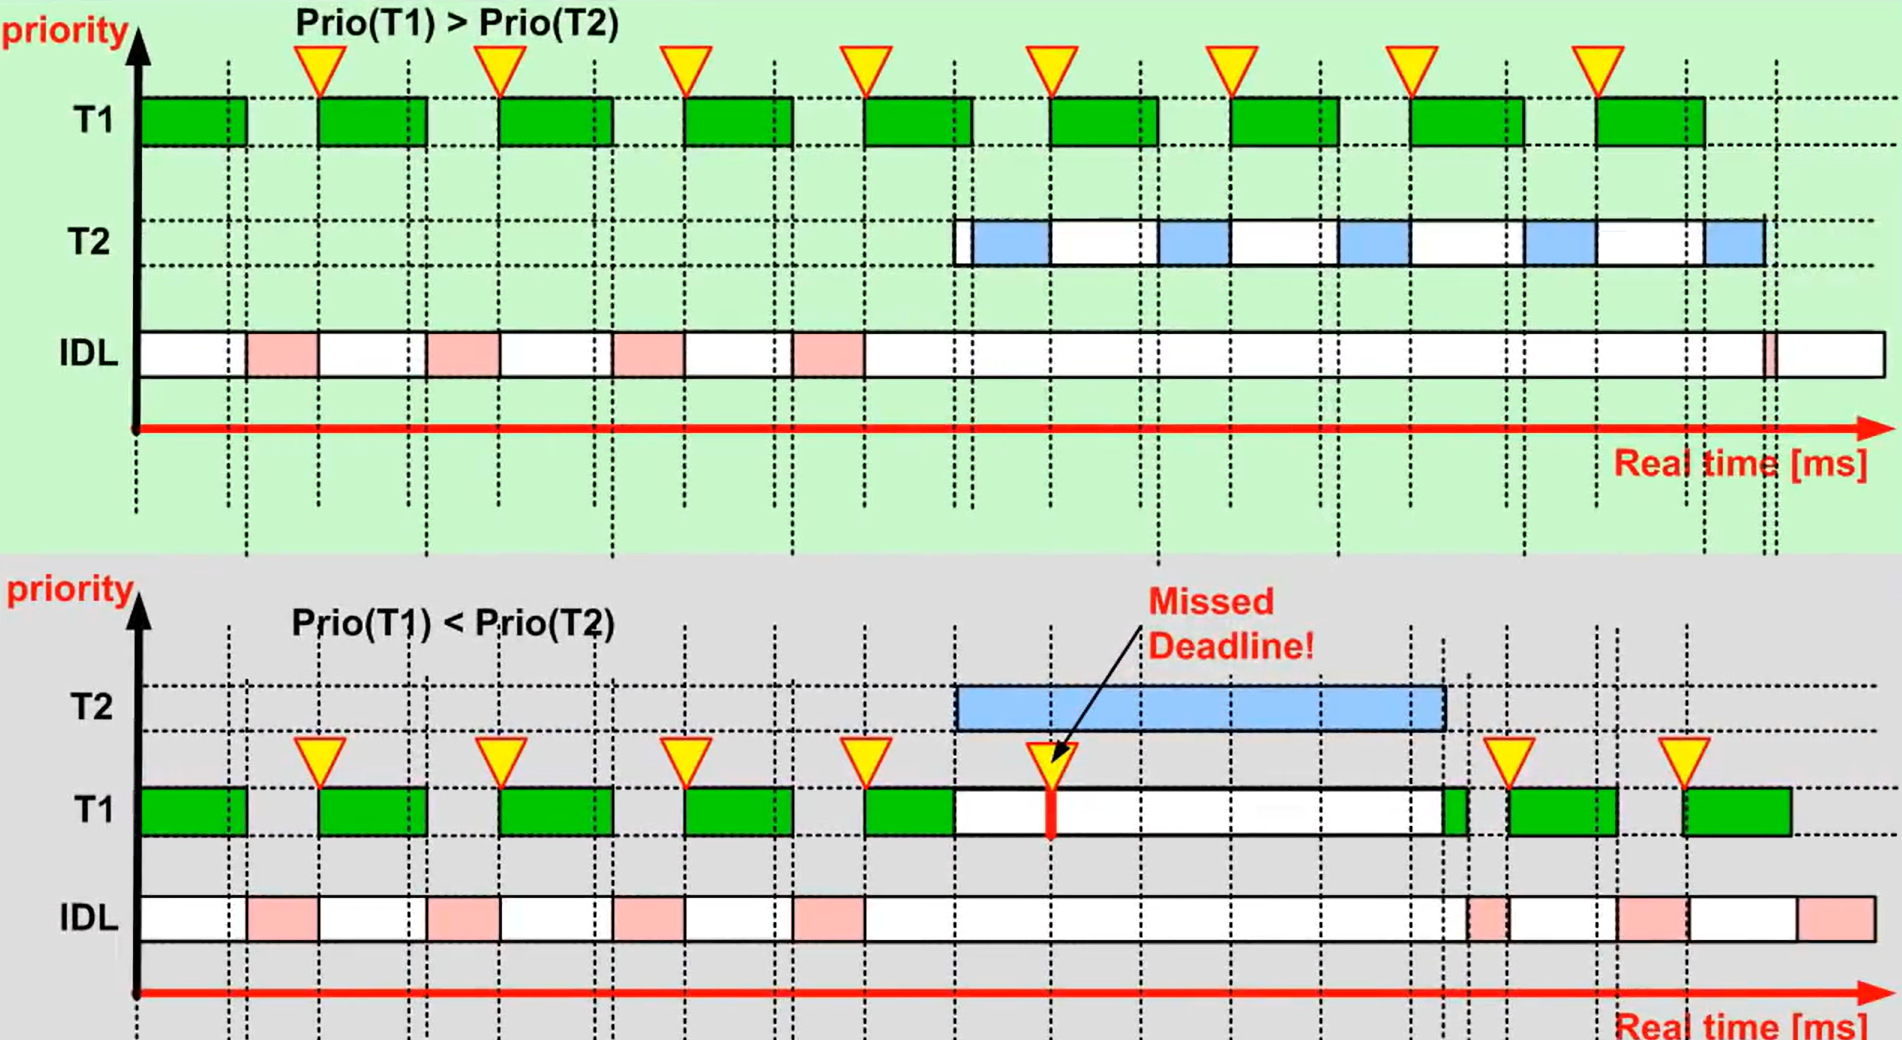 priority
Prio(T1) > Prio(T2)
T1
T2
IDL
Real time [ms]
priority
Prio(T1) < Prio(T2)
Missed
Deadline!
T2
T1
IDL
Real time [ms]